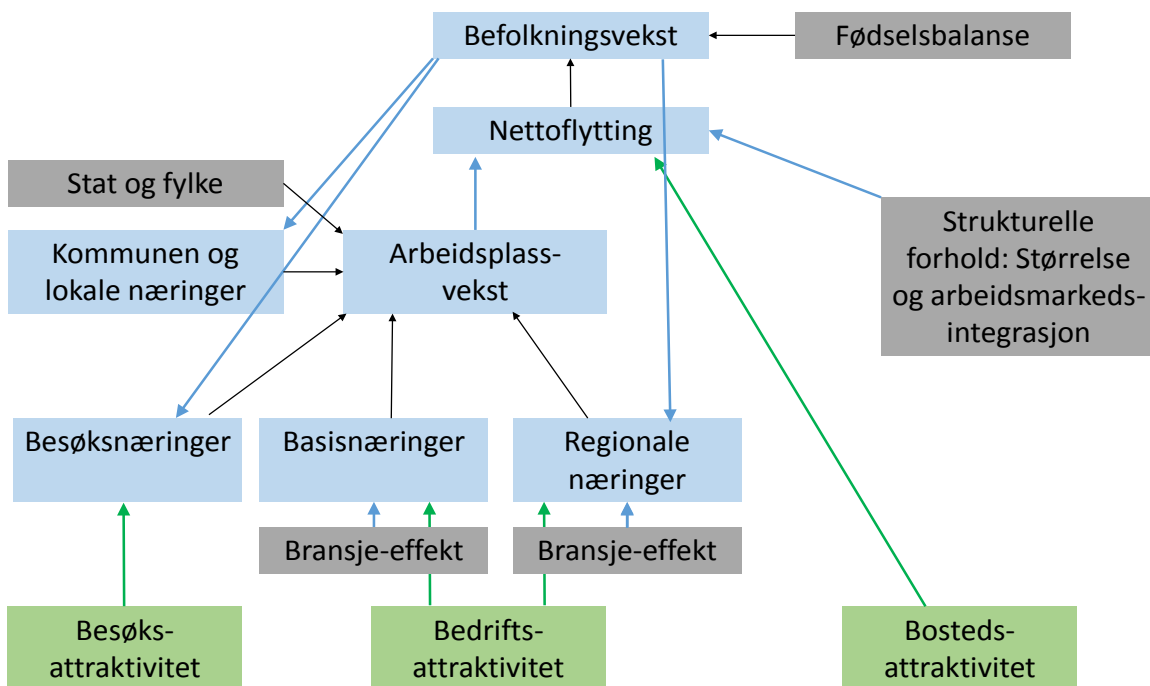 Befolkningsvekst
Fødselsbalanse
Nettoflytting
Stat og fylke
Kommunen og
lokale næringer
Arbeidsplass-
vekst
Strukturelle
forhold: Størrelse
og arbeidsmarkeds-
integrasjon
Besøksnæringer
Basisnæringer
Regionale
næringer
Bransje-effekt
Bransje-effekt
Besøks-
attraktivitet
Bedrifts-
attraktivitet
Bosteds-
attraktivitet